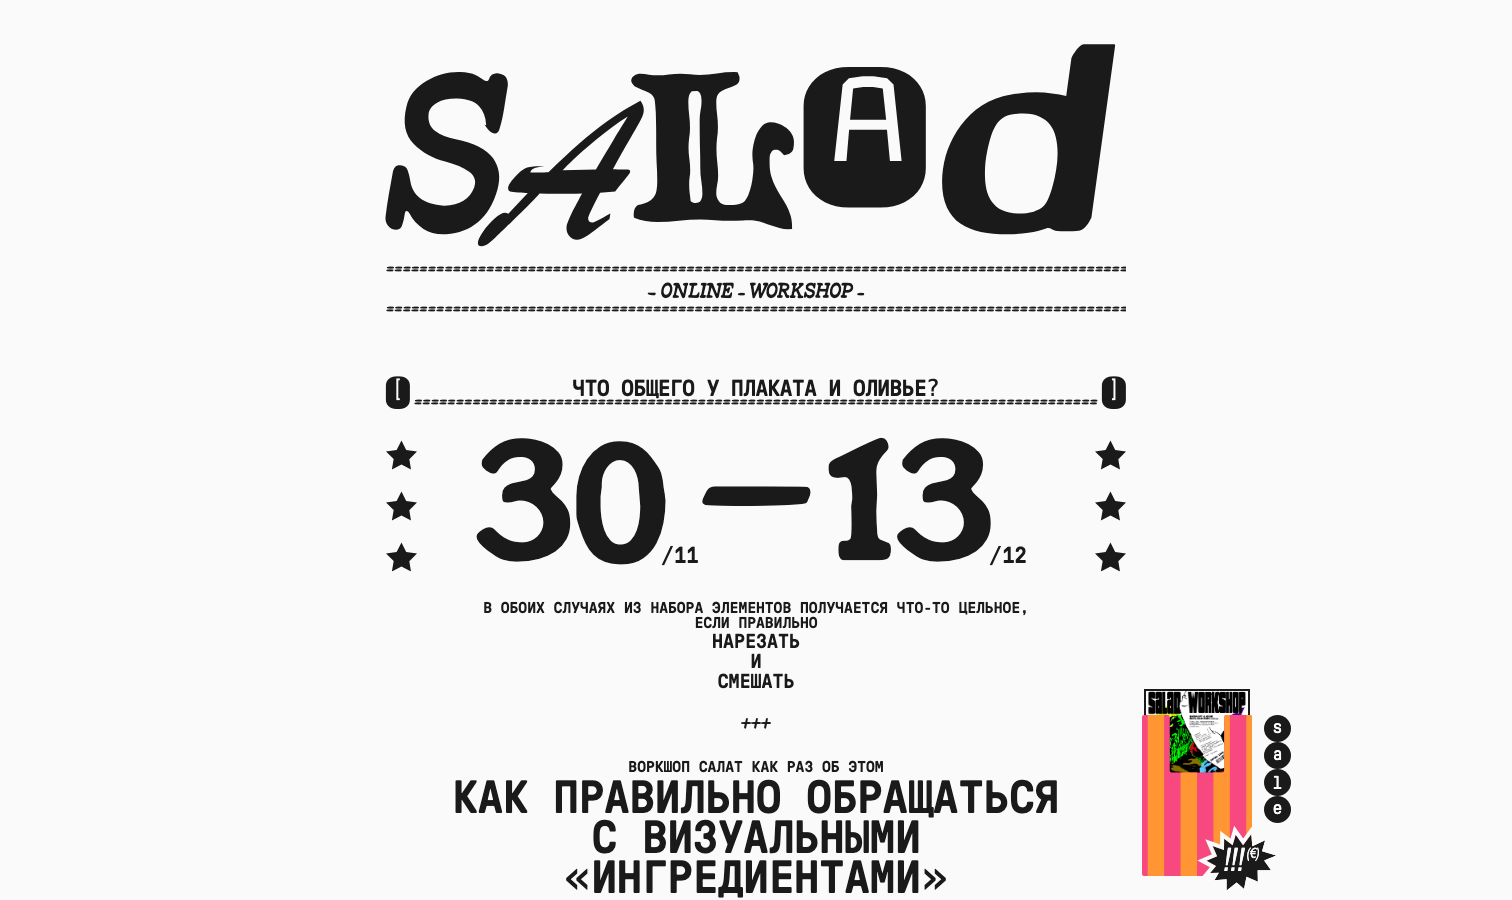 SALAd
- ONLINE - WORKSHOP -
[ ЧТО ОБЩЕГО У ПЛАКАТА И ОЛИВЬЕ? ]
30/11 — 13/12
В ОБОИХ СЛУЧАЯХ ИЗ НАБОРА ЭЛЕМЕНТОВ ПОЛУЧАЕТСЯ ЧТО-ТО ЦЕЛЬНОЕ,
ЕСЛИ ПРАВИЛЬНО
НАРЕЗАТЬ
И
СМЕШАТЬ
+++
ВОРКШОП САЛАТ КАК РАЗ ОБ ЭТОМ
КАК ПРАВИЛЬНО ОБРАЩАТЬСЯ
С ВИЗУАЛЬНЫМИ
«ИНГРЕДИЕНТАМИ»
salad WORKSHOP
s
a
l
e
!!! (€)